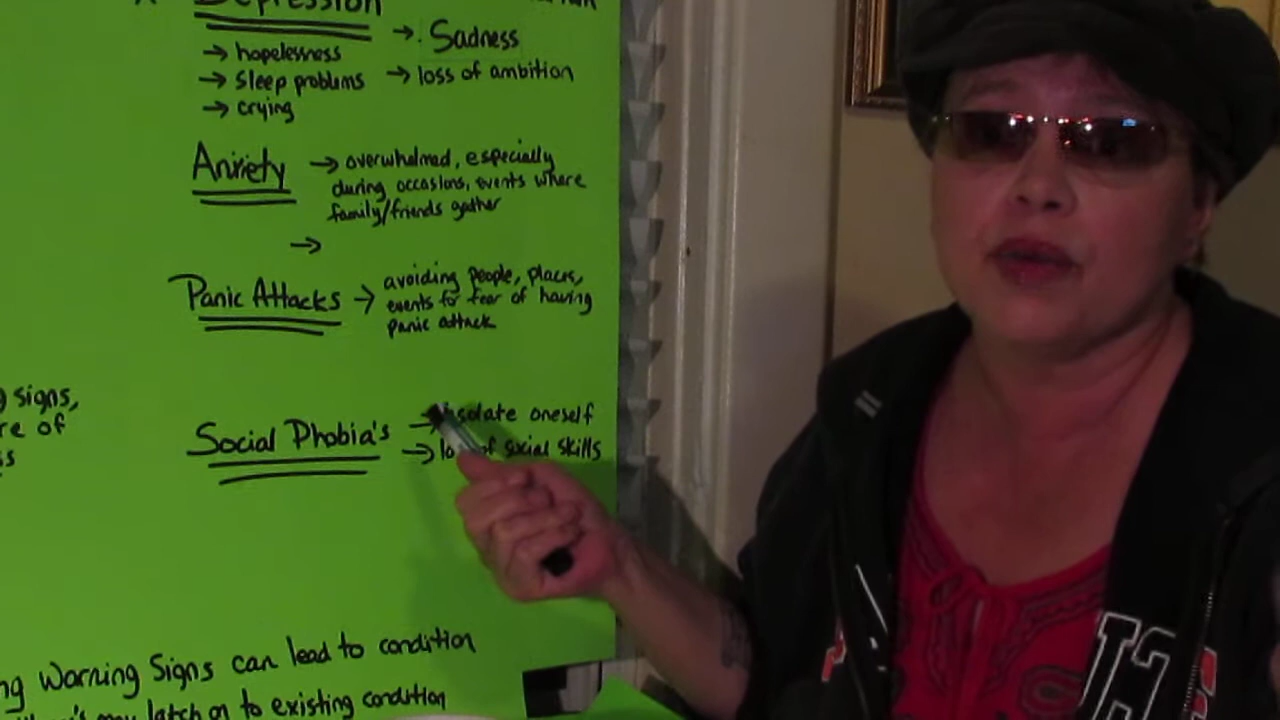 Depression
→ hopelessness
→ sleep problems
→ crying
→ Sadness
→ loss of ambition
Anxiety → overwhelmed, especially
during occasions, events where
family/friends gather
→
Panic Attacks → avoiding people, places,
events for fear of having
panic attack
signs,
of
Social Phobia's → isolate oneself
→ of social skills
Warning Signs can lead to condition
may latch on to existing condition